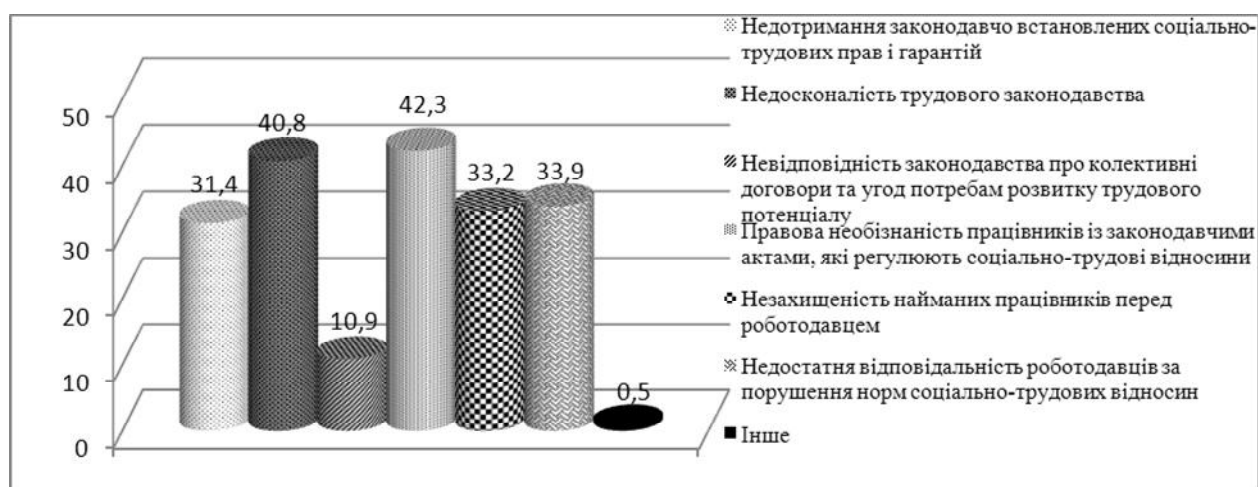 50
40
30
20
10
0
31,4
40,8
10,9
42,3
33,2
33,9
0,5
Недотримання законодавчо встановлених соціально-
трудових прав і гарантій
Недосконалість трудового законодавства
Невідповідність законодавства про колективні
договори та угод потребам розвитку трудового
потенціалу
Правова необізнаність працівників із законодавчими
актами, які регулюють соціально-трудові відносини
Незахищеність найманих працівників перед
роботодавцем
Недостатня відповідальність роботодавців за
порушення норм соціально-трудових відносин
Інше